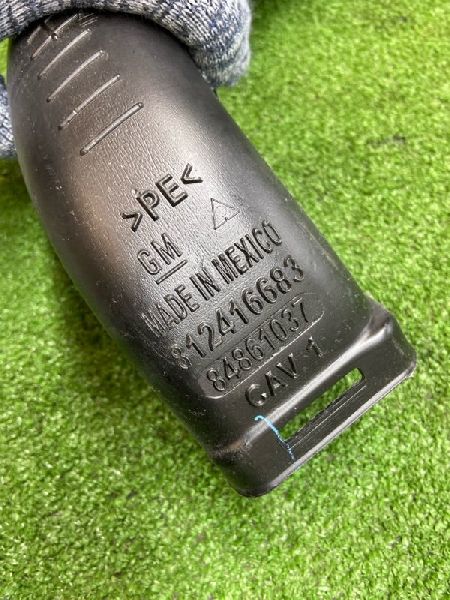 >PE<
GM
MADE IN MEXICO
812416683
84861037
CAV 1